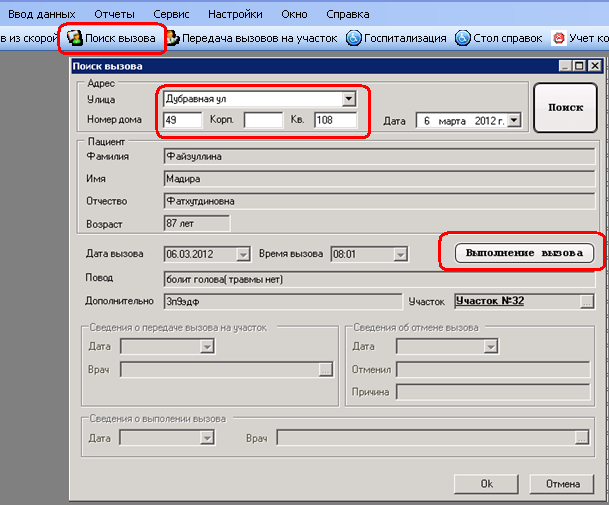 Ввод данных Отчеты Сервис Настройки Окно Справка
в из скорой Поиск вызова Передача вызовов на участок Госпитализация Стол справок Учет ко
Поиск вызова
Адрес
Улица Дубравная ул
Номер дома 49 Корп. Кв. 108 Дата 6 марта 2012 г.
Поиск
Пациент
Фамилия Файзуллина
Имя Мадира
Отчество Фатхутдиновна
Возраст 87 лет
Дата вызова 06.03.2012 Время вызова 08:01 Выполнение вызова
Повод болит голова( травмы нет)
Дополнительно 3п9эдф Участок Участок №32 ...
Сведения о передаче вызова на участок
Дата
Врач ...
Сведения об отмене вызова
Дата
Отменил
Причина
Сведения о выполении вызова
Дата Врач ...
Ok Отмена